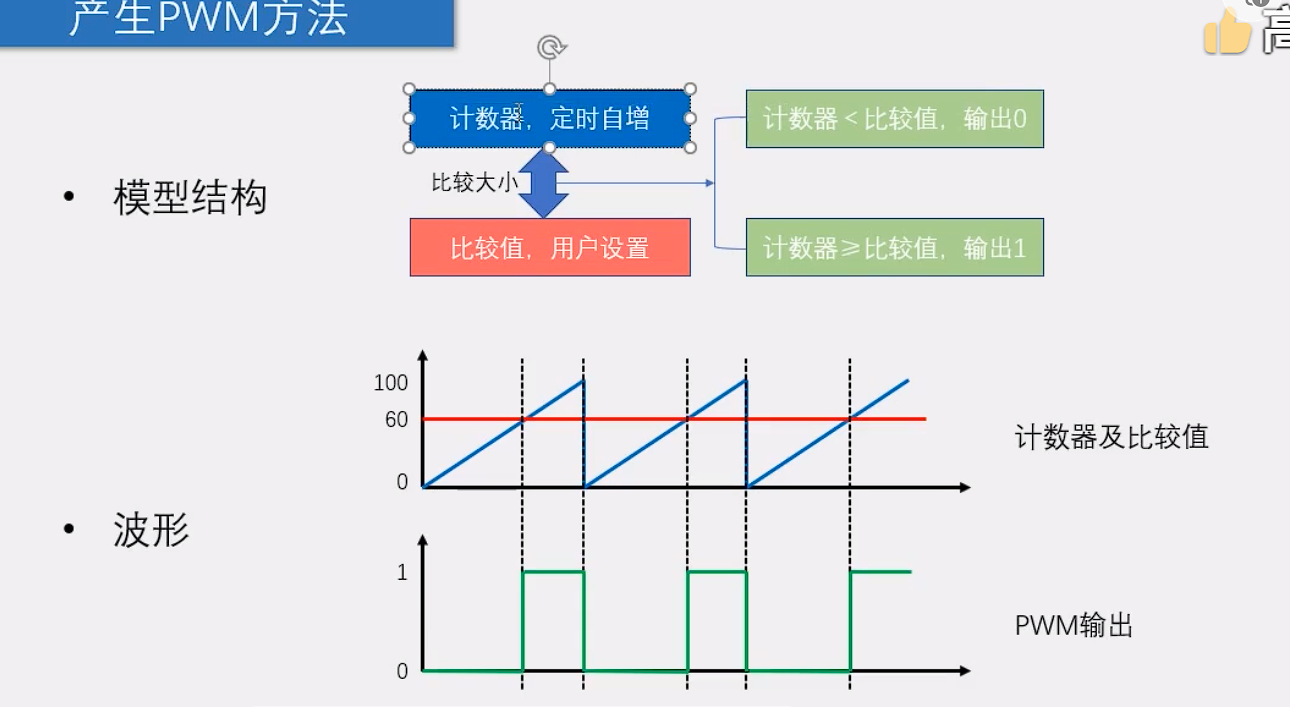 产生PWM方法
高
计数器，定时自增
计数器＜比较值，输出0
比较大小
模型结构
比较值，用户设置
计数器≥比较值，输出1
100
60
0
计数器及比较值
波形
1
PWM输出
0